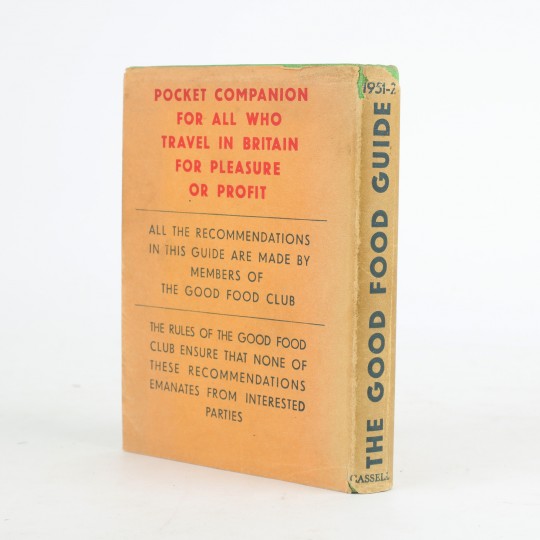 POCKET COMPANION
FOR ALL WHO
TRAVEL IN BRITAIN
FOR PLEASURE
OR PROFIT
ALL THE RECOMMENDATIONS
IN THIS GUIDE ARE MADE BY
MEMBERS OF
THE GOOD FOOD CLUB
THE RULES OF THE GOOD FOOD
CLUB ENSURE THAT NONE OF
THESE RECOMMENDATIONS
EMANATES FROM INTERESTED
PARTIES
1951-2
THE GOOD FOOD GUIDE
CASSELL